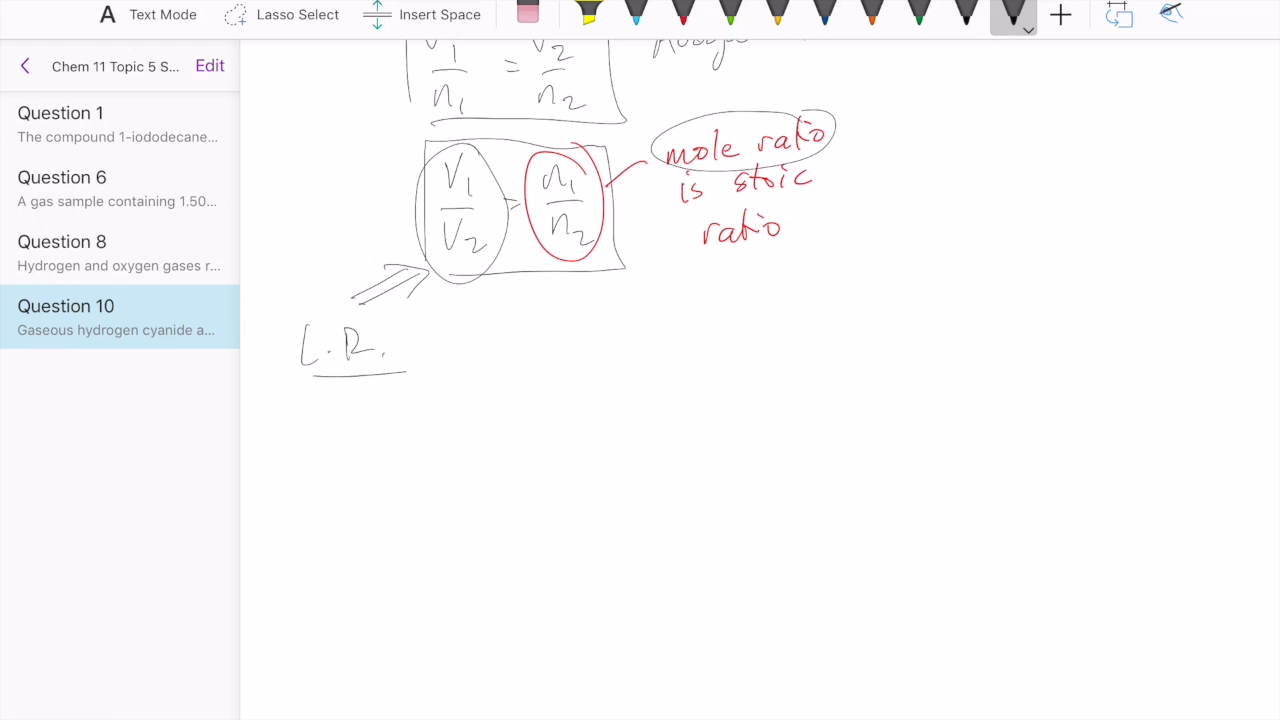 Text Mode
Lasso Select
Insert Space
Chem 11 Topic 5 S...
Edit
Question 1
The compound 1-iododecane...
Question 6
A gas sample containing 1.50...
Question 8
Hydrogen and oxygen gases r...
Question 10
Gaseous hydrogen cyanide a...
V1 V2
n1 = n2
V1 = n1
V2 n2
mole ratio
is stoic
ratio
L.R.